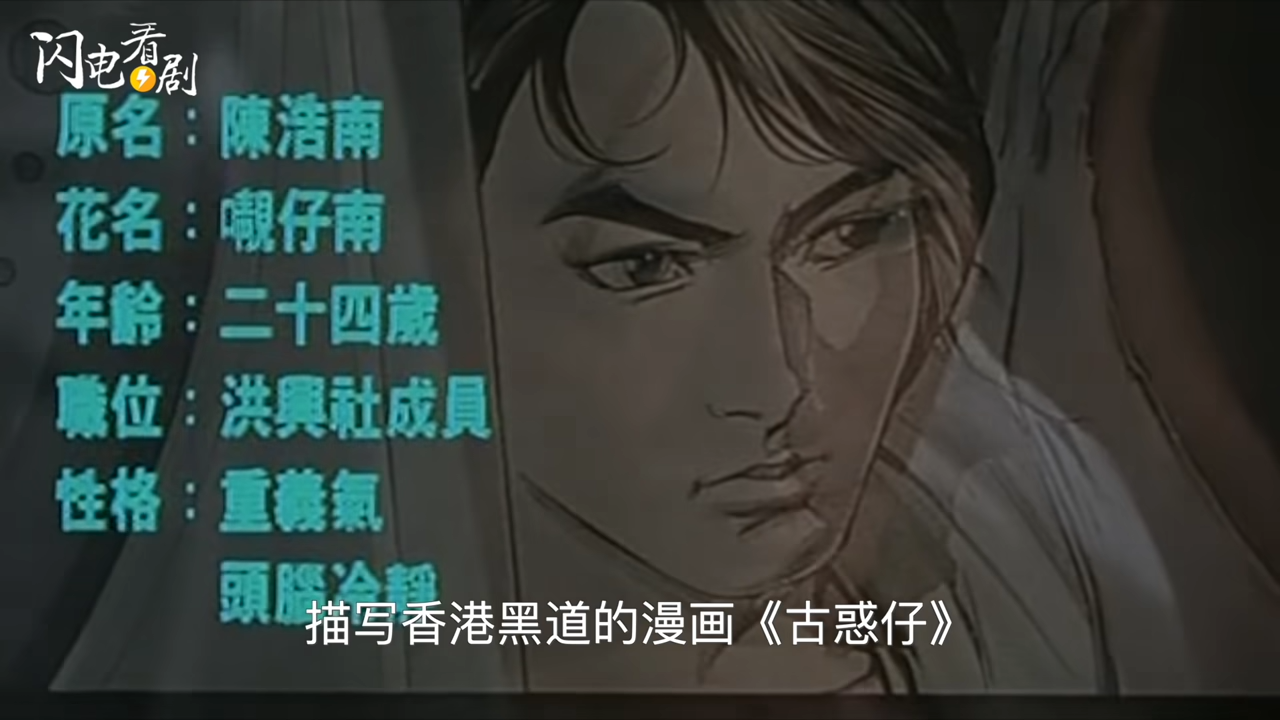 闪电看剧
原名：陳浩南
花名：靚仔南
年齡：二十四歲
職位：洪興社成員
性格：重義氣
頭腦冷靜
描写香港黑道的漫画《古惑仔》